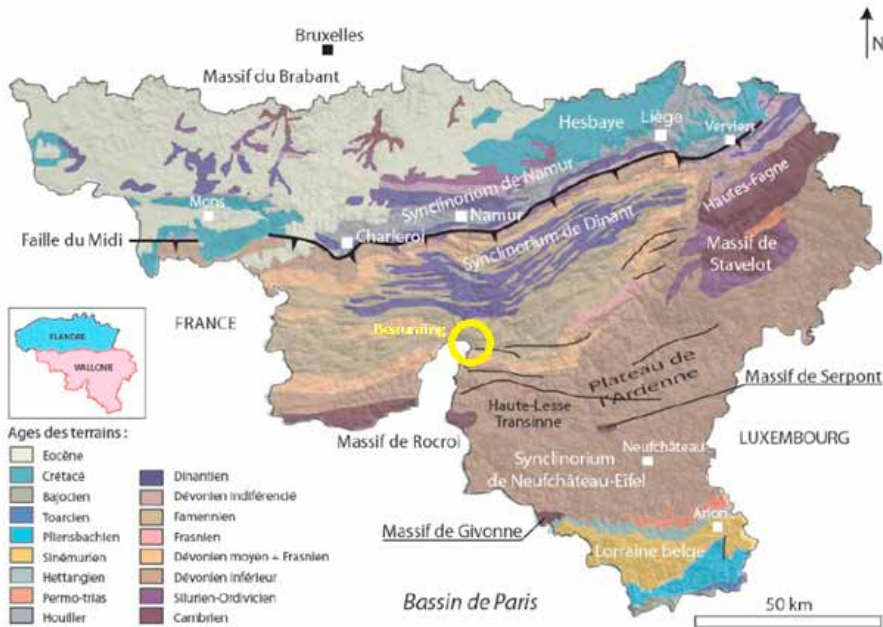 Bruxelles
N
Massif du Brabant
Hesbaye
Liège
Verviers
Hautes-Fagne
Synclinorium de Namur
Mons
Namur
Charleroi
Faille du Midi
Synclinorium de Dinant
Massif de
Stavelot
FRANCE
Beauraing
FLANDRE
WALLONIE
Plateau de
l'Ardenne
Massif de Serpont
Haute-Lesse
Transinne
Massif de Rocroi
LUXEMBOURG
Neufchâteau
Synclinorium
de Neufchâteau-Eifel
Massif de Givonne
Arlon
Lorraine belge
Bassin de Paris
50 km
Ages des terrains :
Eocène
Crétacé
Bajocien
Toarcien
Pliensbachien
Sinémurien
Hettangien
Permo-trias
Houiller
Dinantien
Dévonien indiférencié
Famennien
Frasnien
Dévonien moyen + Frasnien
Dévonien inférieur
Silurien-Ordivicien
Cambrien